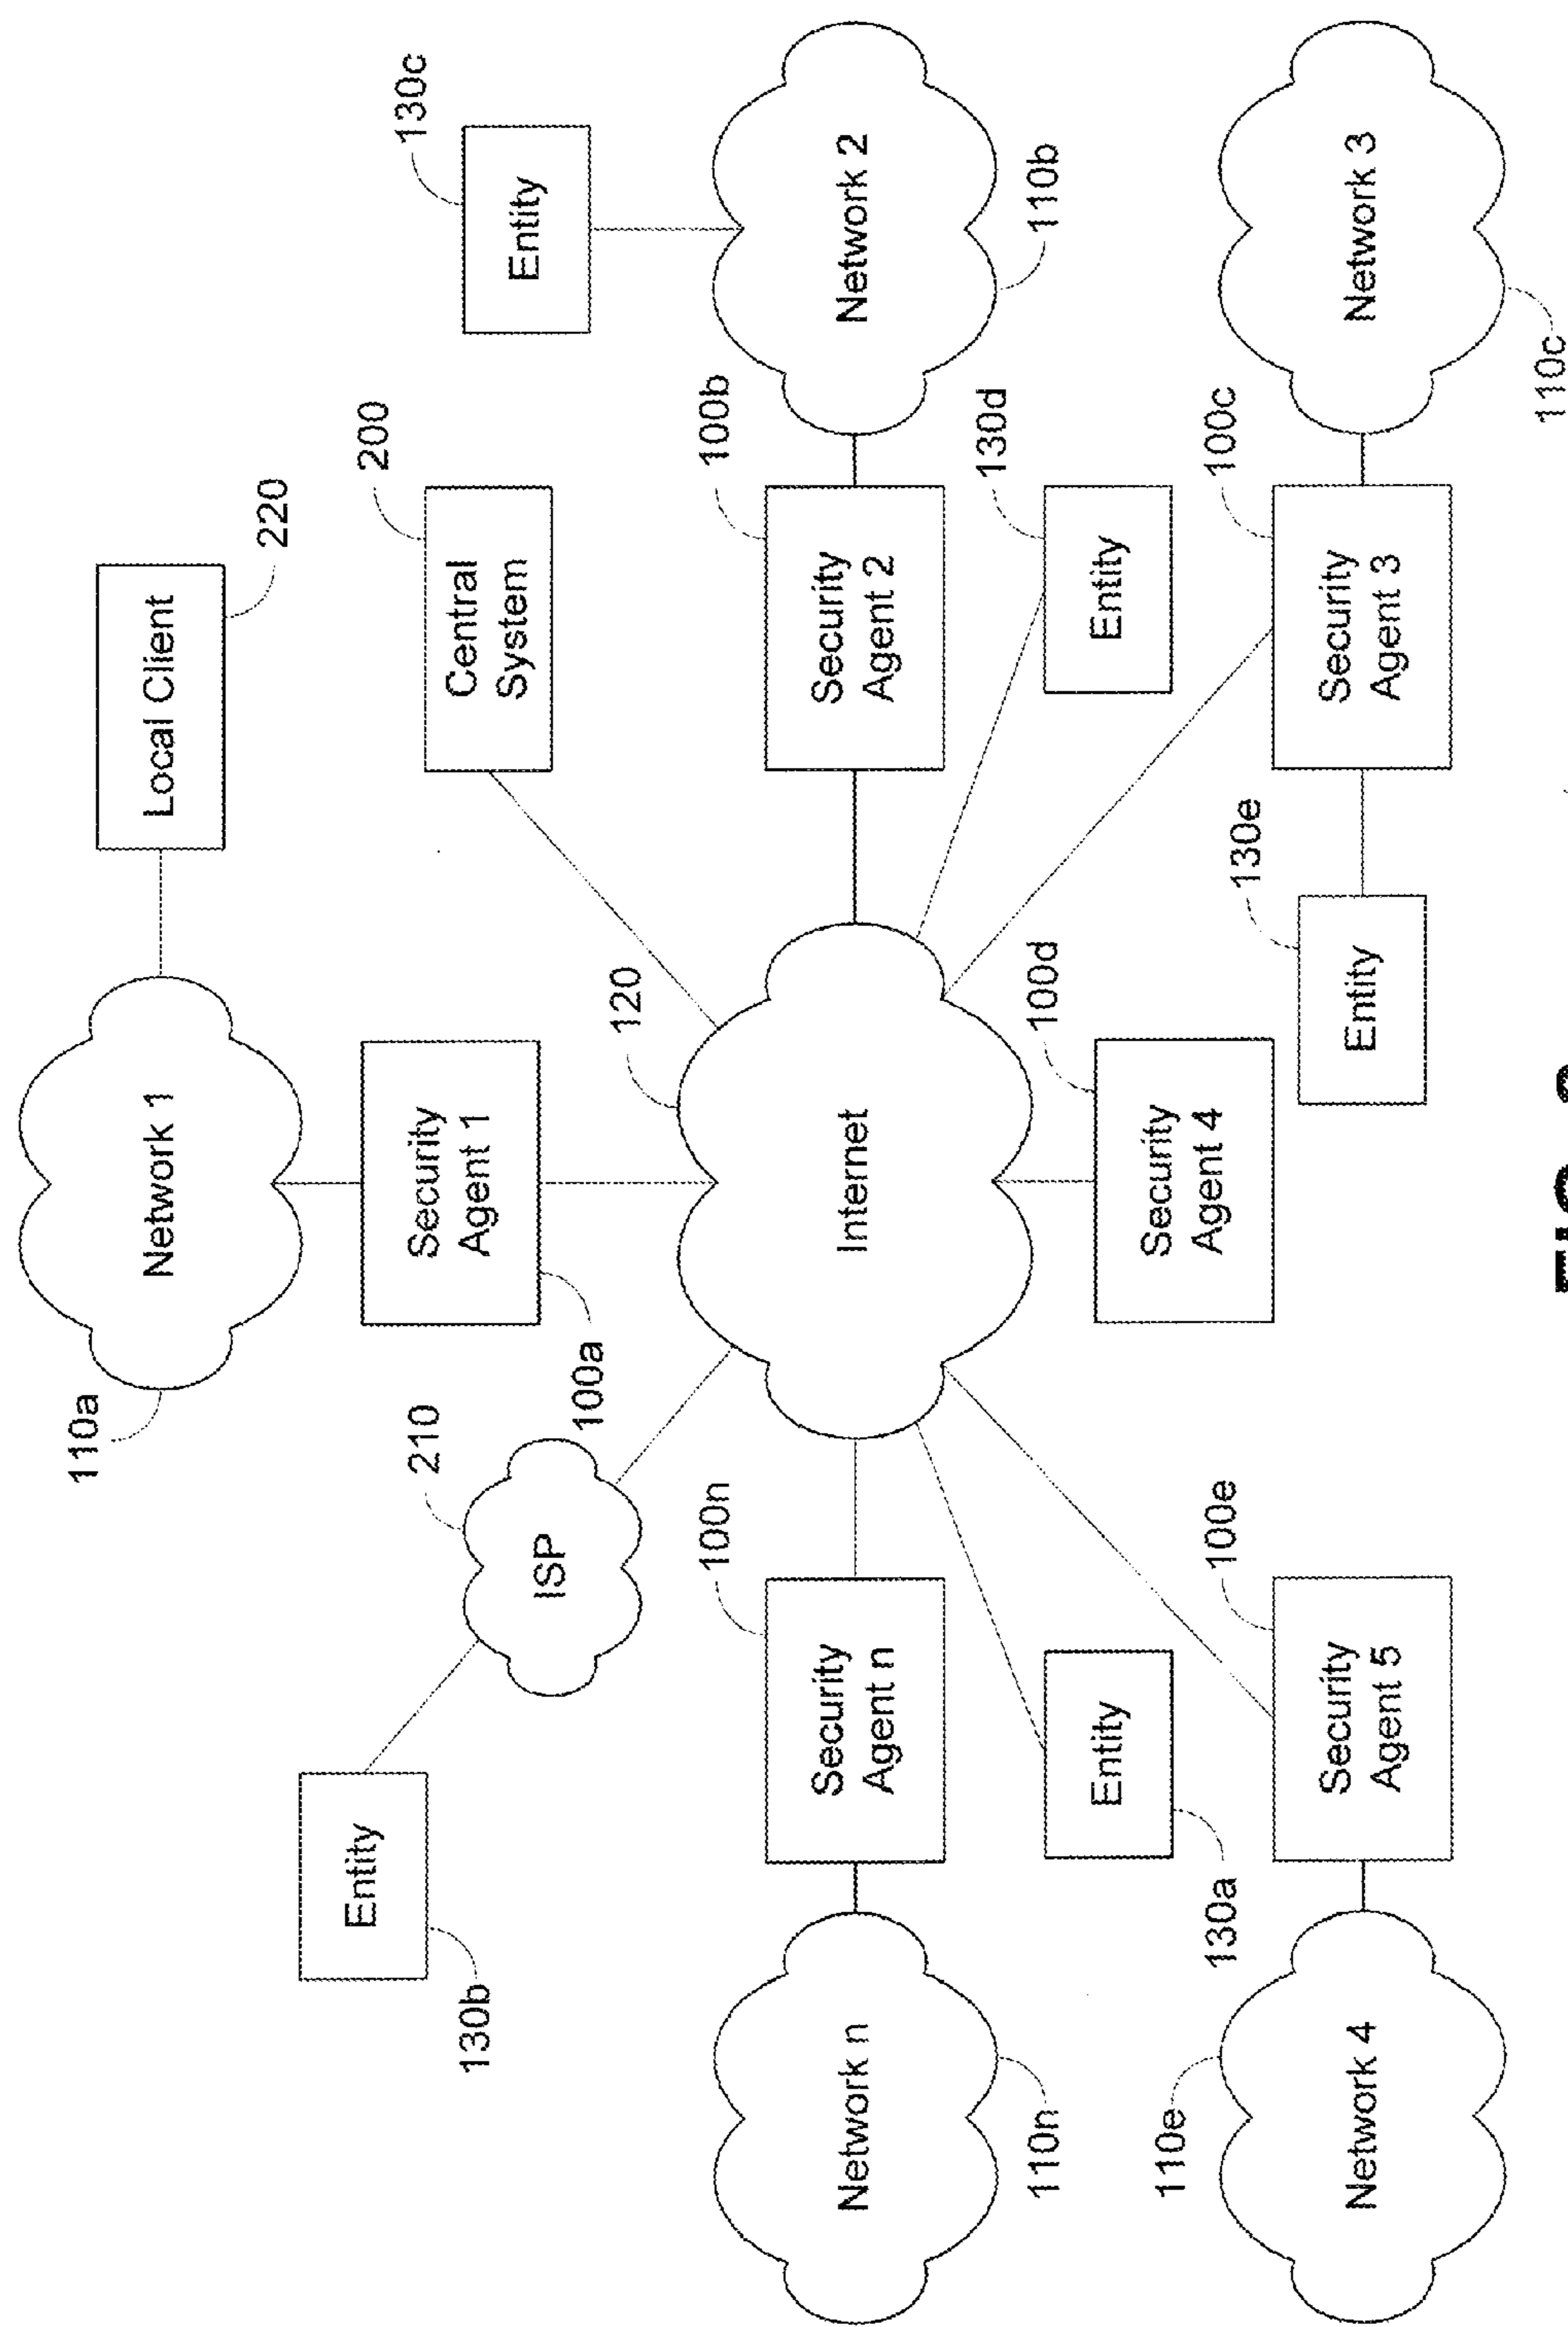 110a
Network 1
Local Client
220
130b
Entity
210
ISP
100a
Security
Agent 1
200
Central
System
130c
Entity
120
Internet
110n
Network n
100n
Security
Agent n
100b
Security
Agent 2
Network 2
110b
130a
Entity
130d
Entity
100d
Security
Agent 4
110e
Network 4
100e
Security
Agent 5
130e
Entity
100c
Security
Agent 3
Network 3
110c